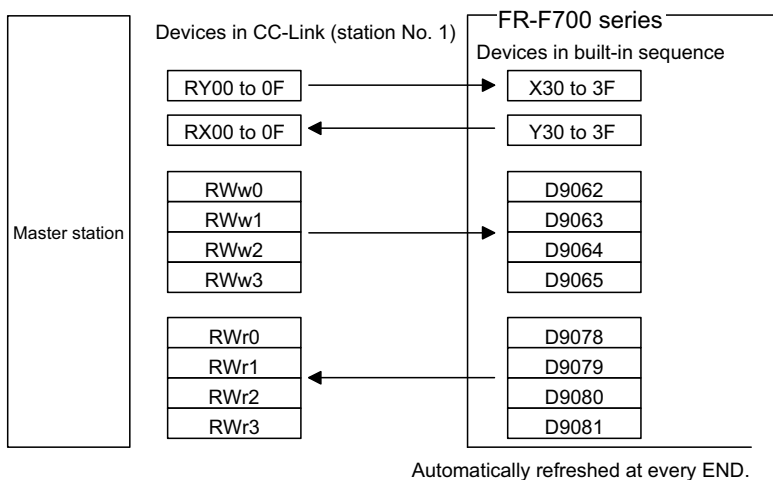 FR-F700 series
Devices in CC-Link (station No. 1)
Devices in built-in sequence
RY00 to 0F
X30 to 3F
RX00 to 0F
Y30 to 3F
Master station
RWw0
D9062
RWw1
D9063
RWw2
D9064
RWw3
D9065
RWr0
D9078
RWr1
D9079
RWr2
D9080
RWr3
D9081
Automatically refreshed at every END.